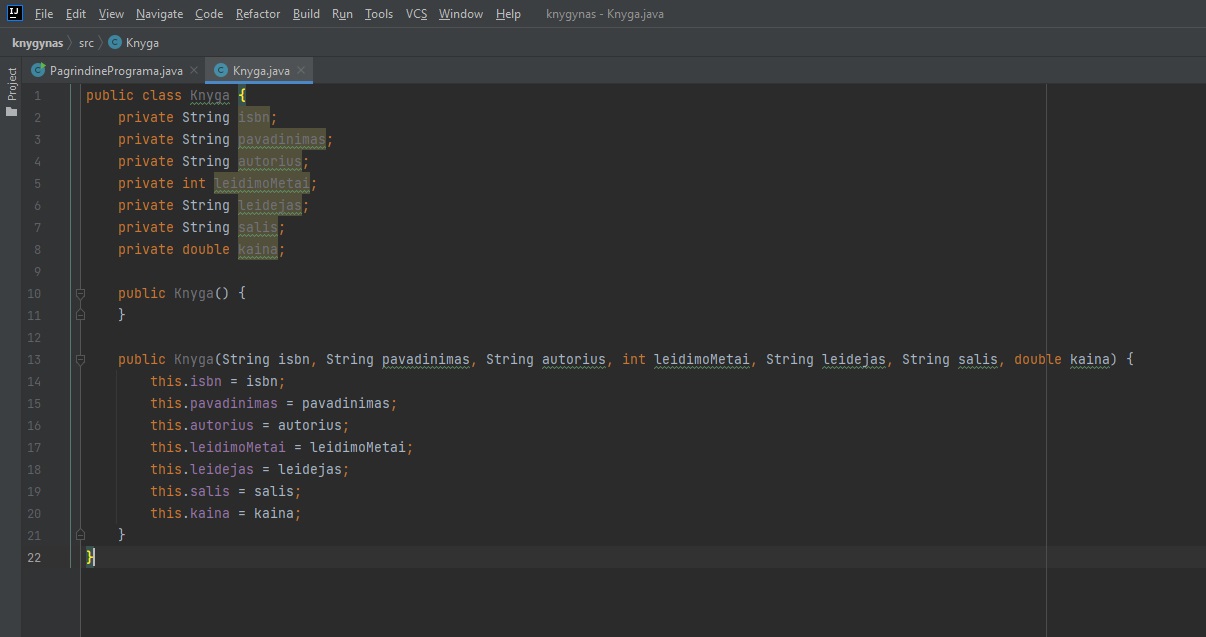 IJ File Edit View Navigate Code Refactor Build Run Tools VCS Window Help knygynas - Knyga.java
knygynas src C Knyga
C PagrindinePrograma.java C Knyga.java
Project
1 public class Knyga {
2 private String isbn;
3 private String pavadinimas;
4 private String autorius;
5 private int leidimoMetai;
6 private String leidejas;
7 private String salis;
8 private double kaina;
9
10 public Knyga() {
11 }
12
13 public Knyga(String isbn, String pavadinimas, String autorius, int leidimoMetai, String leidejas, String salis, double kaina) {
14 this.isbn = isbn;
15 this.pavadinimas = pavadinimas;
16 this.autorius = autorius;
17 this.leidimoMetai = leidimoMetai;
18 this.leidejas = leidejas;
19 this.salis = salis;
20 this.kaina = kaina;
21 }
22 }